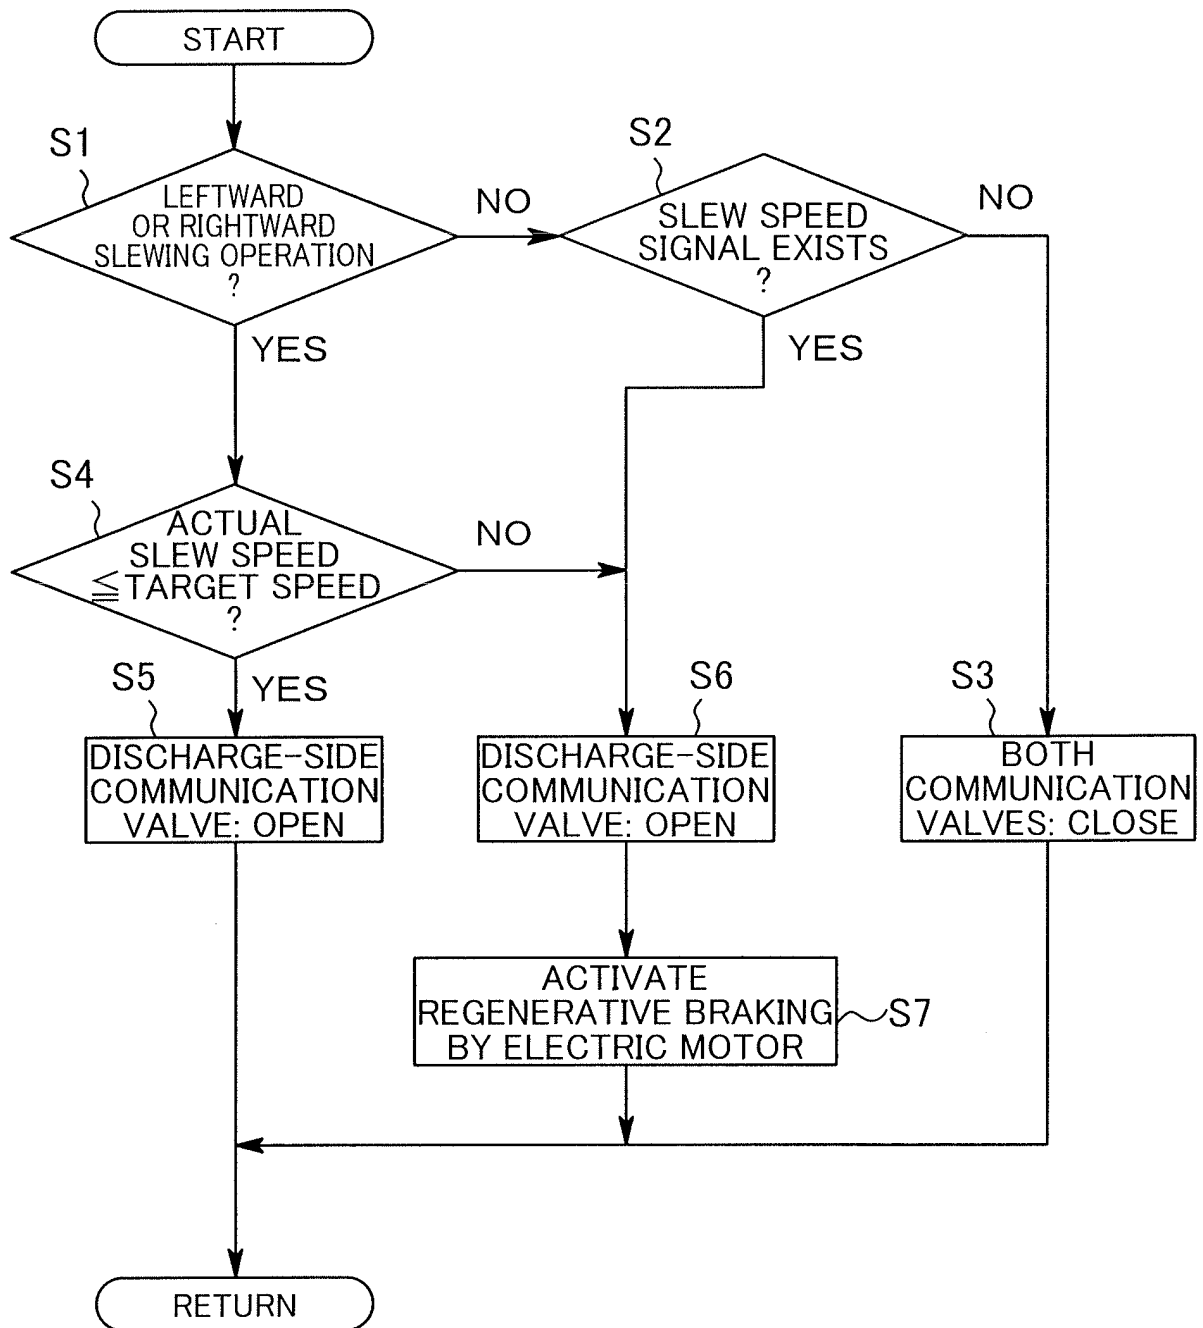 START
S1
LEFTWARD
OR RIGHTWARD
SLEWING OPERATION
?
NO
YES
S2
SLEW SPEED
SIGNAL EXISTS
?
NO
YES
S4
ACTUAL
SLEW SPEED
≦TARGET SPEED
?
NO
YES
S5
DISCHARGE-SIDE
COMMUNICATION
VALVE: OPEN
S6
DISCHARGE-SIDE
COMMUNICATION
VALVE: OPEN
S3
BOTH
COMMUNICATION
VALVES: CLOSE
ACTIVATE
REGENERATIVE BRAKING
BY ELECTRIC MOTOR
S7
RETURN